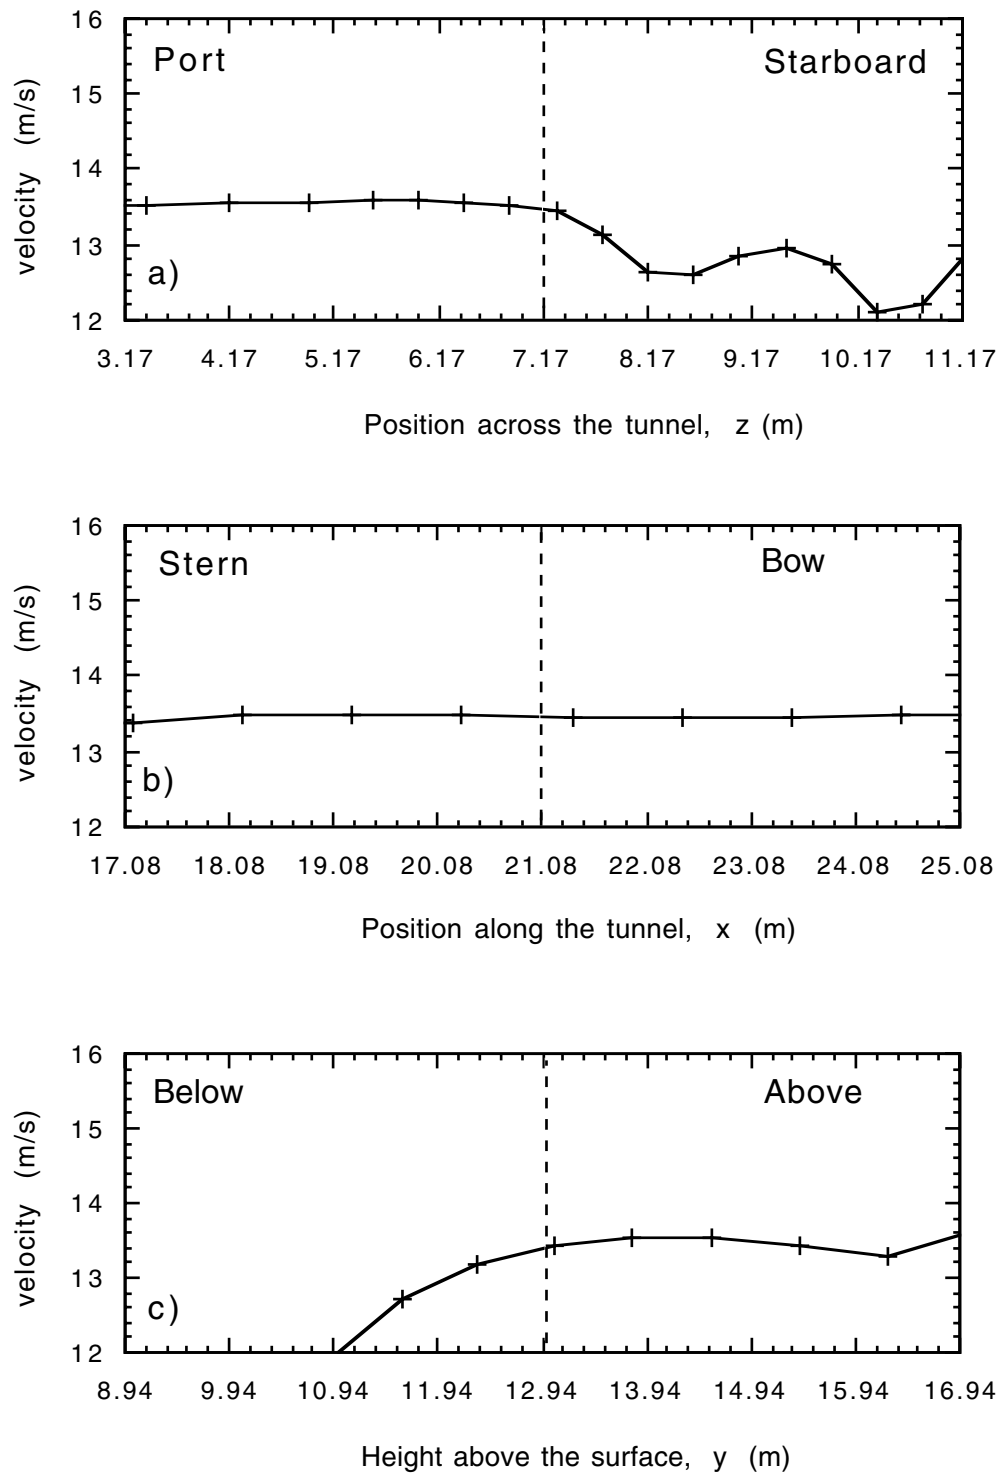 16
Port
Starboard
15
14
13
a)
12
velocity (m/s)
3.17 4.17 5.17 6.17 7.17 8.17 9.17 10.17 11.17
Position across the tunnel, z (m)
16
Stern
Bow
15
14
13
b)
12
velocity (m/s)
17.08 18.08 19.08 20.08 21.08 22.08 23.08 24.08 25.08
Position along the tunnel, x (m)
16
Below
Above
15
14
13
c)
12
velocity (m/s)
8.94 9.94 10.94 11.94 12.94 13.94 14.94 15.94 16.94
Height above the surface, y (m)